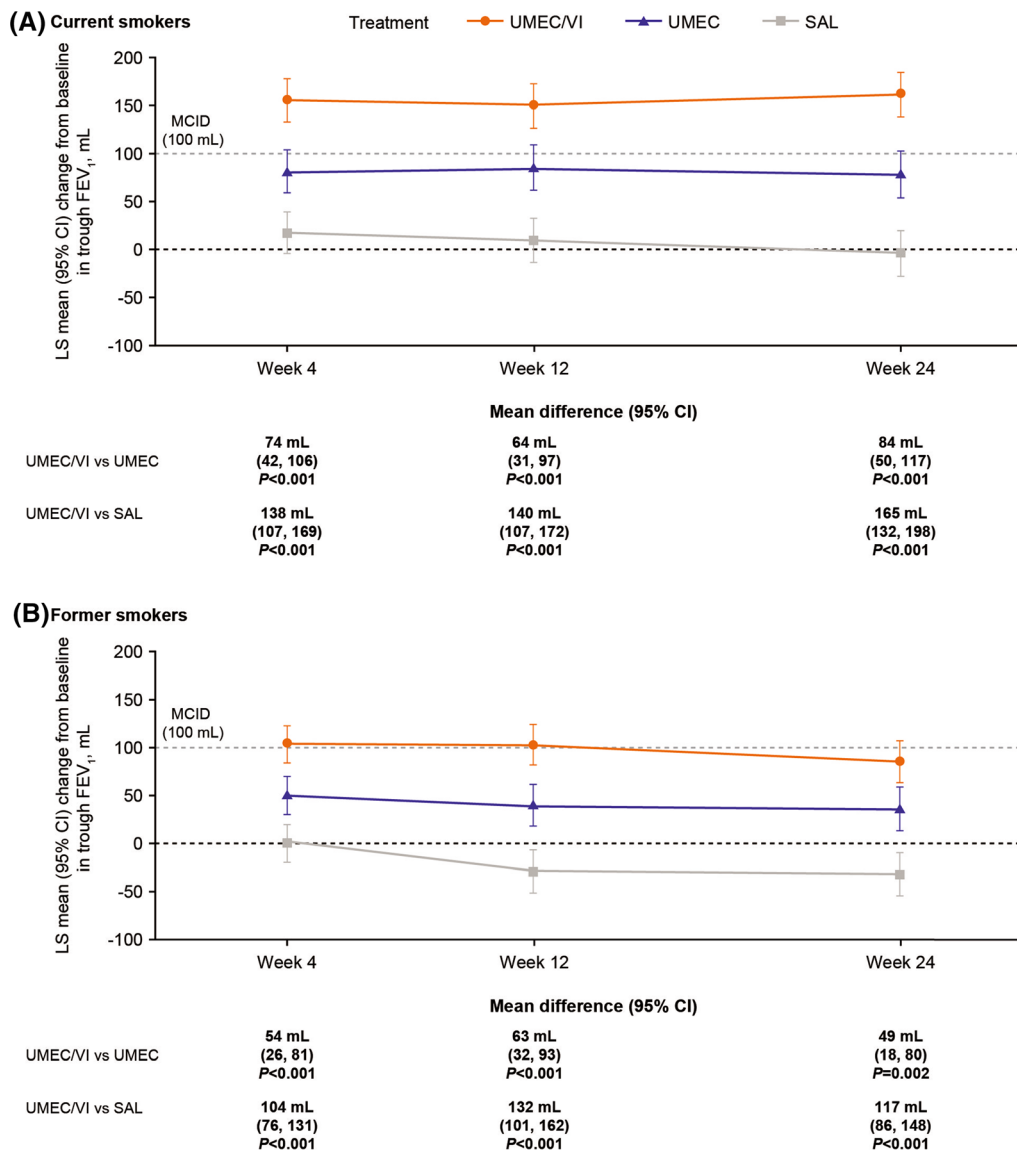 (A) Current smokers
Treatment UMEC/VI UMEC SAL
LS mean (95% CI) change from baseline
in trough FEV₁, mL
200
150
MCID
(100 mL)
100
50
0
-50
-100
Week 4 Week 12 Week 24
Mean difference (95% CI)
74 mL 64 mL 84 mL
UMEC/VI vs UMEC (42, 106) (31, 97) (50, 117)
P<0.001 P<0.001 P<0.001
UMEC/VI vs SAL 138 mL 140 mL 165 mL
(107, 169) (107, 172) (132, 198)
P<0.001 P<0.001 P<0.001
(B) Former smokers
LS mean (95% CI) change from baseline
in trough FEV₁, mL
200
150
MCID
(100 mL)
100
50
0
-50
-100
Week 4 Week 12 Week 24
Mean difference (95% CI)
54 mL 63 mL 49 mL
UMEC/VI vs UMEC (26, 81) (32, 93) (18, 80)
P<0.001 P<0.001 P=0.002
UMEC/VI vs SAL 104 mL 132 mL 117 mL
(76, 131) (101, 162) (86, 148)
P<0.001 P<0.001 P<0.001